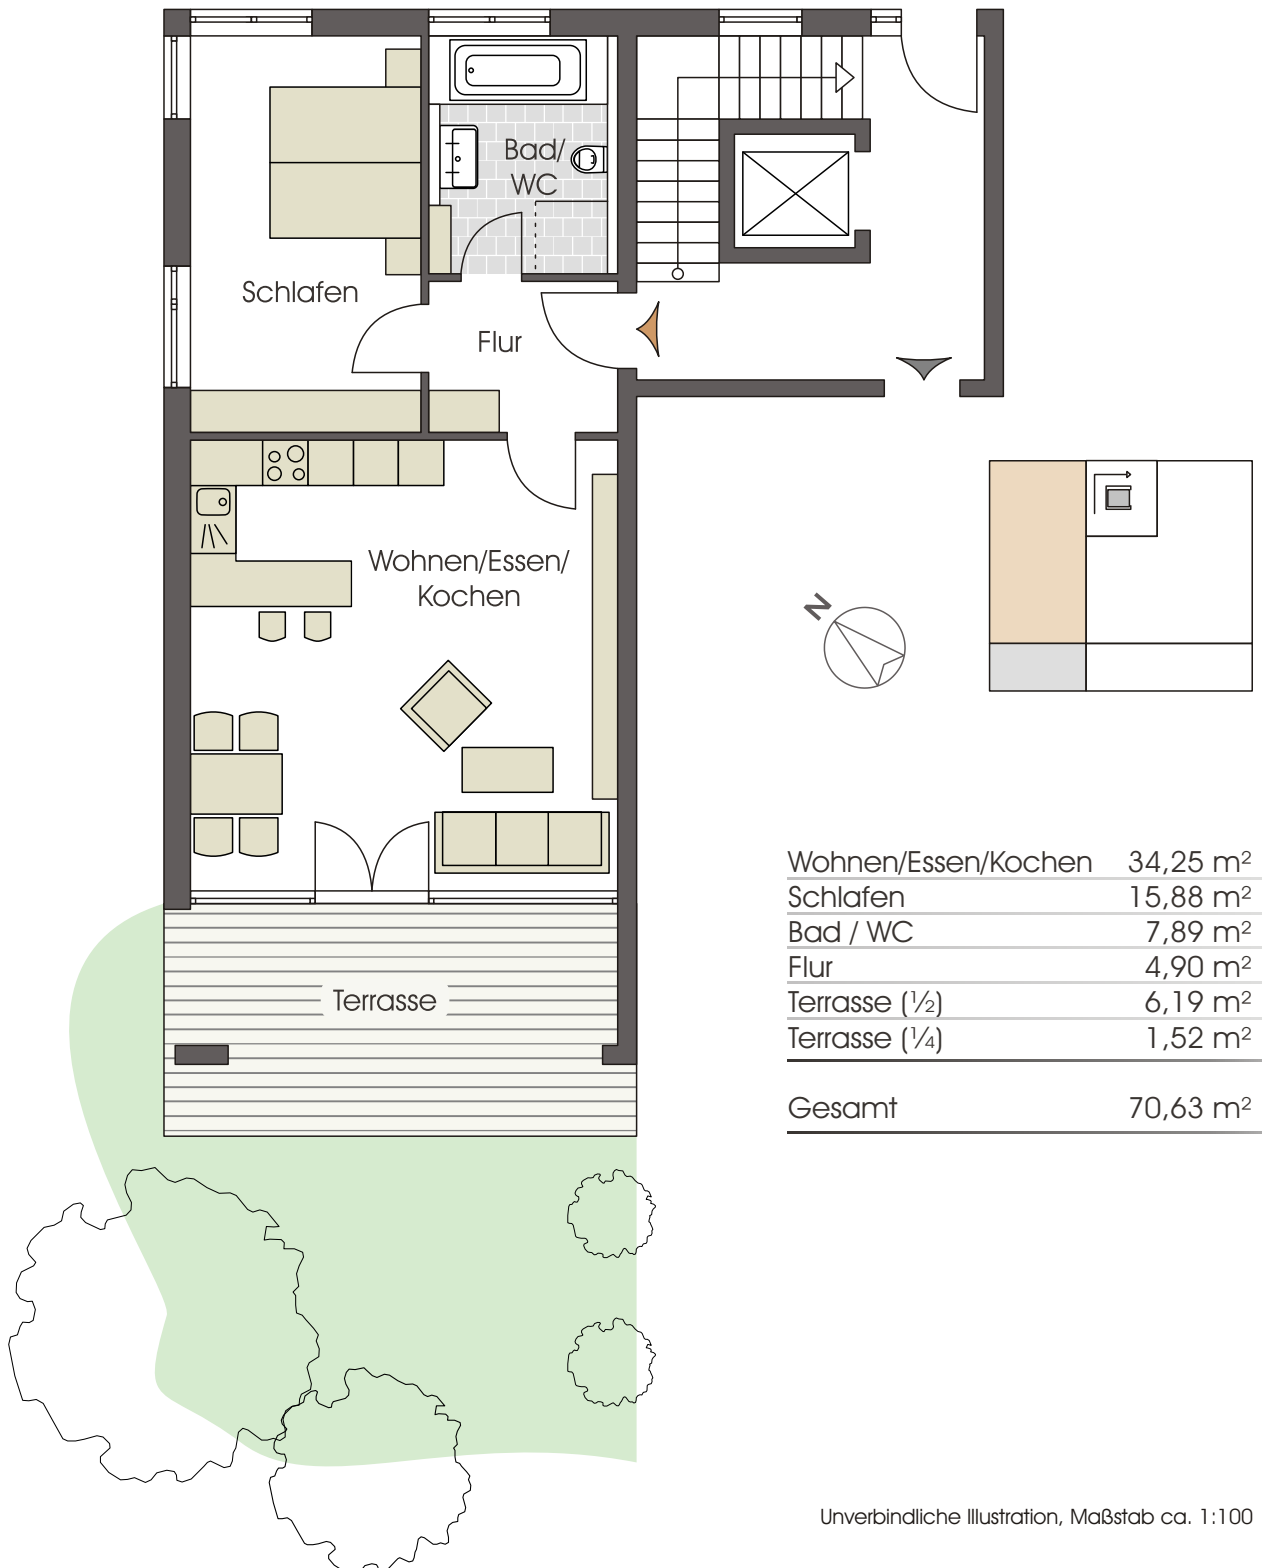 Bad/
WC
Schlafen
Flur
Wohnen/Essen/
Kochen
N
Wohnen/Essen/Kochen 34,25 m²
Schlafen 15,88 m²
Bad / WC 7,89 m²
Flur 4,90 m²
Terrasse (½) 6,19 m²
Terrasse (¼) 1,52 m²
Gesamt 70,63 m²
Terrasse
Unverbindliche Illustration, Maßstab ca. 1:100